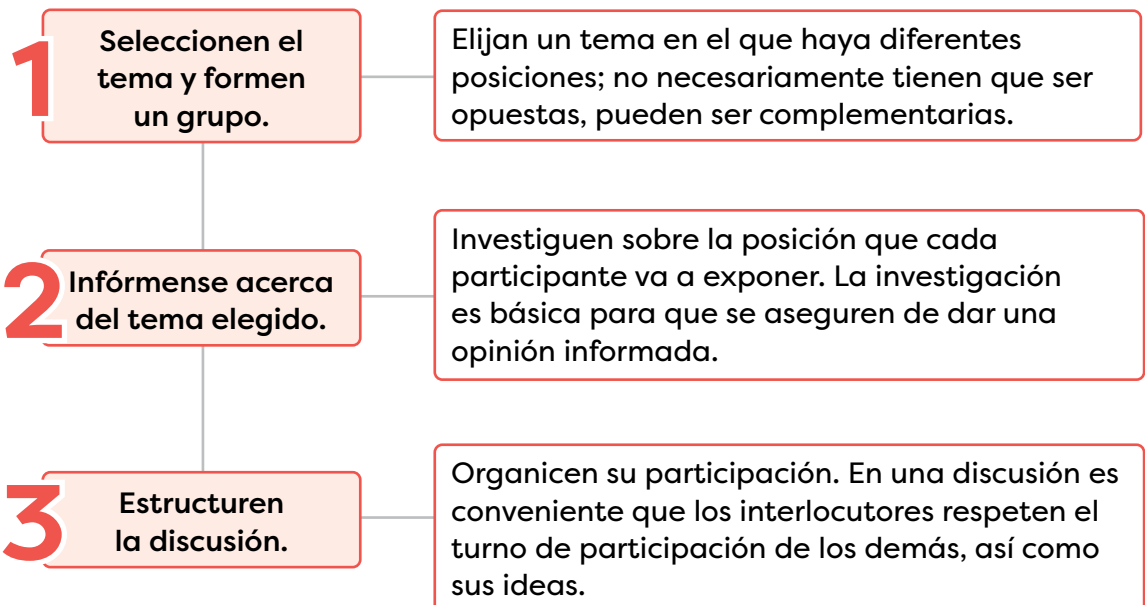 1
Seleccionen el
tema y formen
un grupo.
Elijan un tema en el que haya diferentes
posiciones; no necesariamente tienen que ser
opuestas, pueden ser complementarias.
2
Infórmense acerca
del tema elegido.
Investiguen sobre la posición que cada
participante va a exponer. La investigación
es básica para que se aseguren de dar una
opinión informada.
3
Estructuren
la discusión.
Organicen su participación. En una discusión es
conveniente que los interlocutores respeten el
turno de participación de los demás, así como
sus ideas.